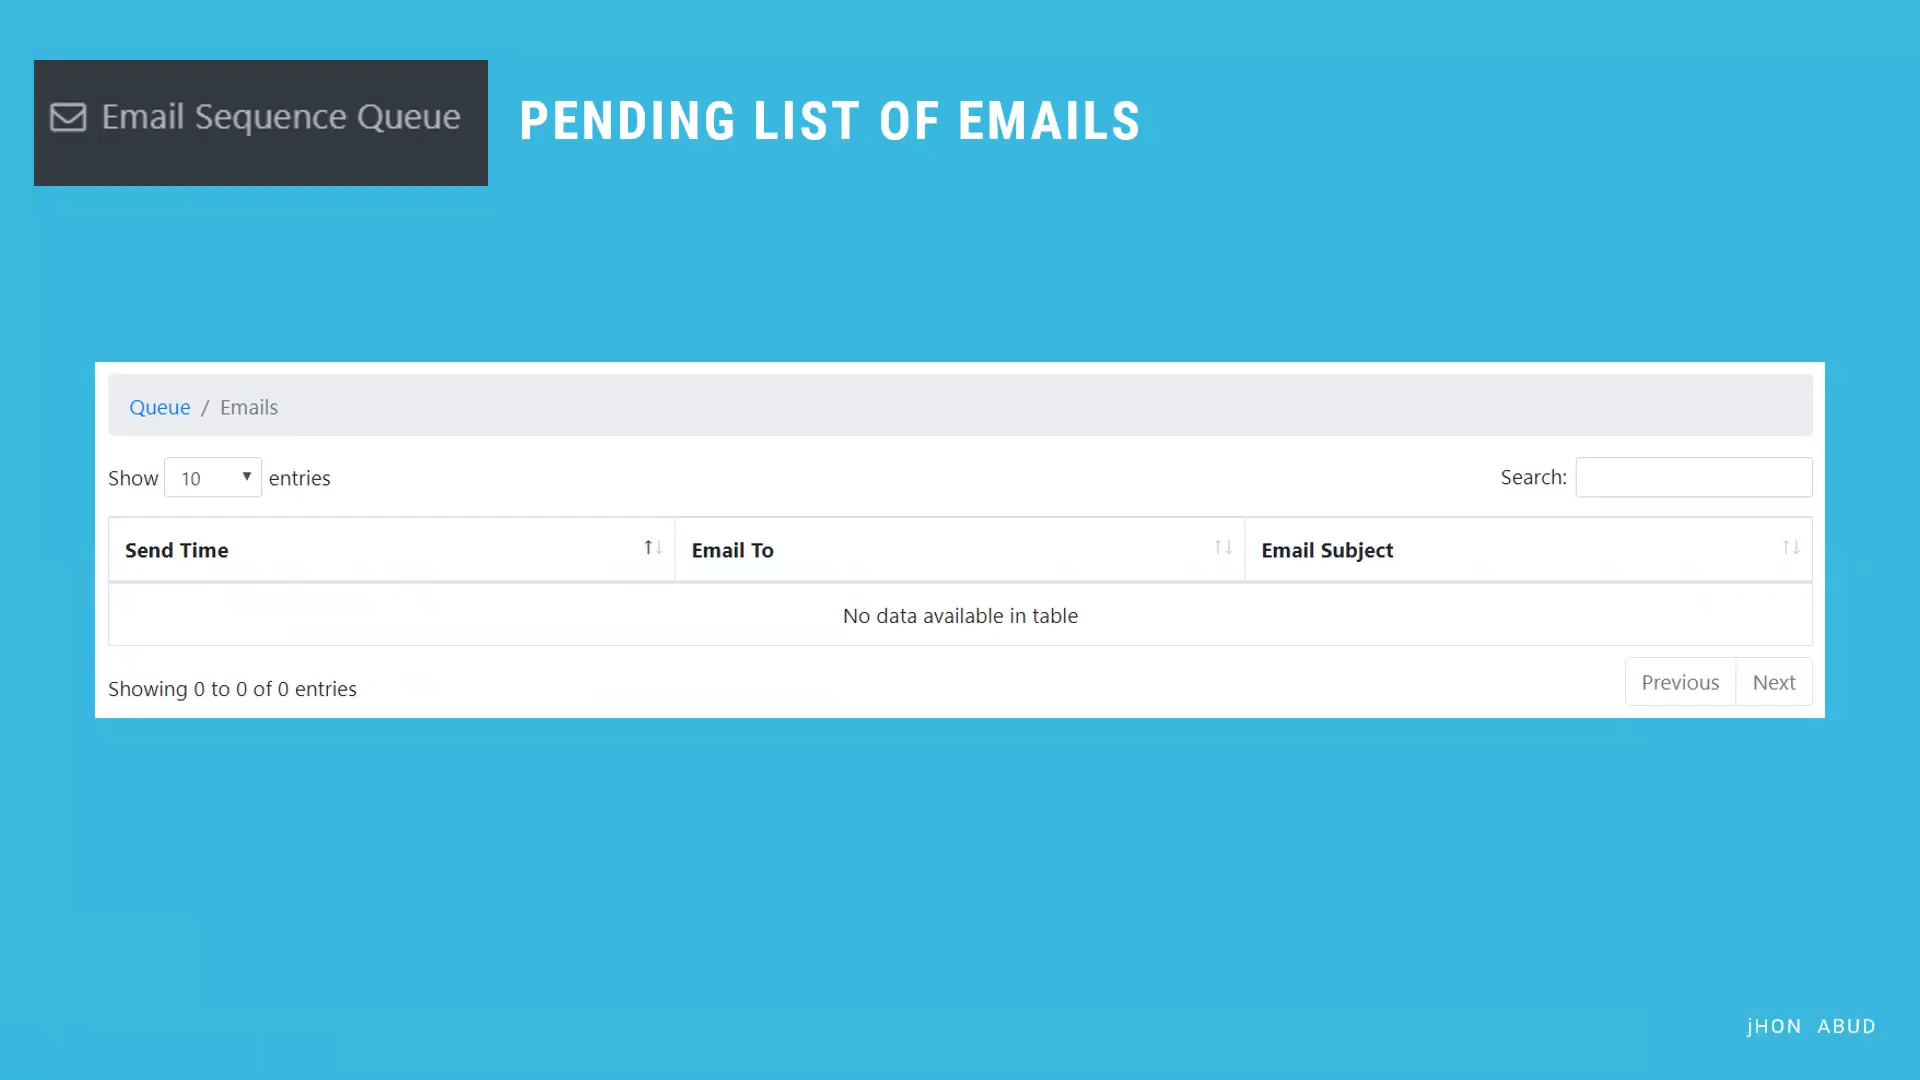 Email Sequence Queue
PENDING LIST OF EMAILS
Queue / Emails
Show 10 entries
Search:
Send Time
Email To
Email Subject
No data available in table
Showing 0 to 0 of 0 entries
Previous
Next
jHON ABUD